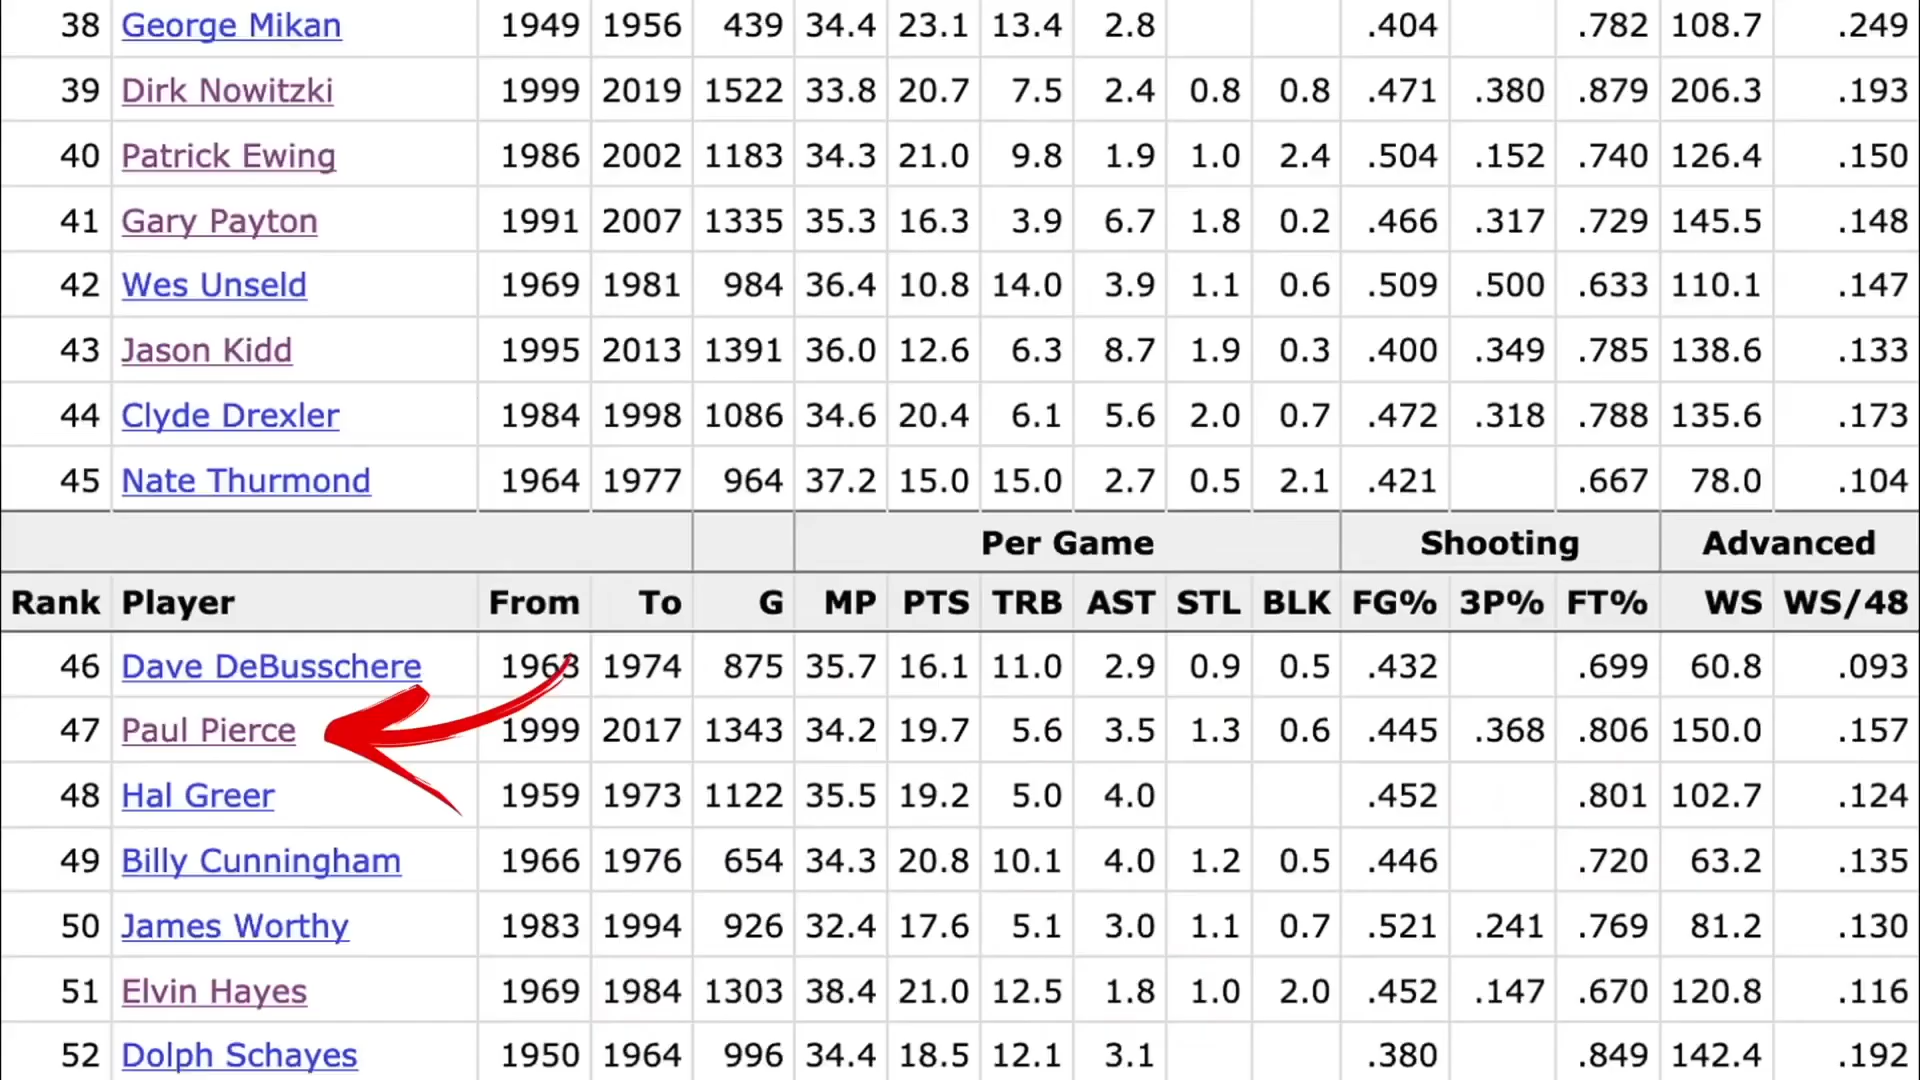 38 George Mikan 1949 1956 439 34.4 23.1 13.4 2.8 .404 .782 108.7 .249
39 Dirk Nowitzki 1999 2019 1522 33.8 20.7 7.5 2.4 0.8 0.8 .471 .380 .879 206.3 .193
40 Patrick Ewing 1986 2002 1183 34.3 21.0 9.8 1.9 1.0 2.4 .504 .152 .740 126.4 .150
41 Gary Payton 1991 2007 1335 35.3 16.3 3.9 6.7 1.8 0.2 .466 .317 .729 145.5 .148
42 Wes Unseld 1969 1981 984 36.4 10.8 14.0 3.9 1.1 0.6 .509 .500 .633 110.1 .147
43 Jason Kidd 1995 2013 1391 36.0 12.6 6.3 8.7 1.9 0.3 .400 .349 .785 138.6 .133
44 Clyde Drexler 1984 1998 1086 34.6 20.4 6.1 5.6 2.0 0.7 .472 .318 .788 135.6 .173
45 Nate Thurmond 1964 1977 964 37.2 15.0 15.0 2.7 0.5 2.1 .421 .667 78.0 .104
Per Game Shooting Advanced
Rank Player From To G MP PTS TRB AST STL BLK FG% 3P% FT% WS WS/48
46 Dave DeBusschere 1963 1974 875 35.7 16.1 11.0 2.9 0.9 0.5 .432 .699 60.8 .093
47 Paul Pierce 1999 2017 1343 34.2 19.7 5.6 3.5 1.3 0.6 .445 .368 .806 150.0 .157
48 Hal Greer 1959 1973 1122 35.5 19.2 5.0 4.0 .452 .801 102.7 .124
49 Billy Cunningham 1966 1976 654 34.3 20.8 10.1 4.0 1.2 0.5 .446 .720 63.2 .135
50 James Worthy 1983 1994 926 32.4 17.6 5.1 3.0 1.1 0.7 .521 .241 .769 81.2 .130
51 Elvin Hayes 1969 1984 1303 38.4 21.0 12.5 1.8 1.0 2.0 .452 .147 .670 120.8 .116
52 Dolph Schayes 1950 1964 996 34.4 18.5 12.1 3.1 .380 .849 142.4 .192